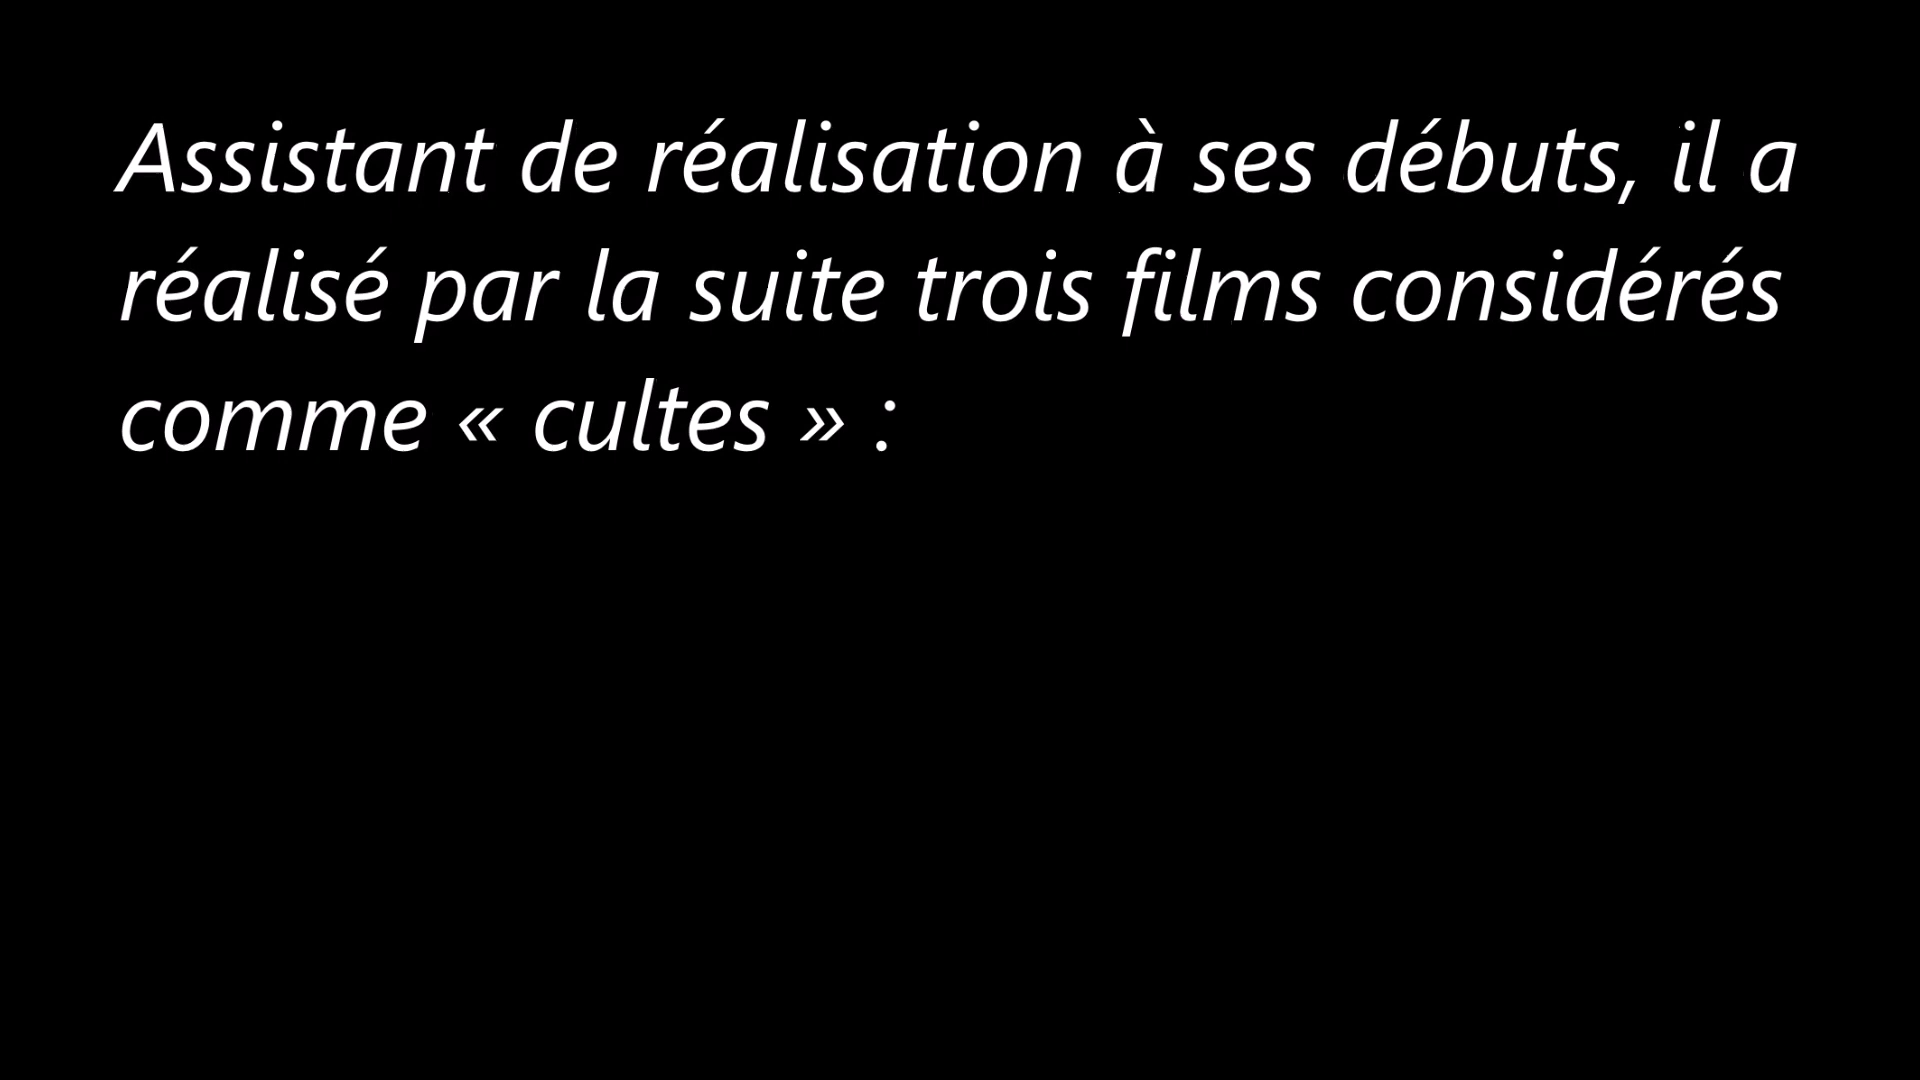 Assistant de réalisation à ses débuts, il a
réalisé par la suite trois films considérés
comme « cultes » :